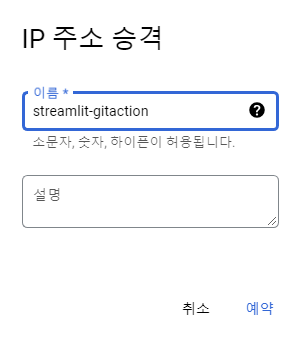 IP 주소 승격
이름 *
streamlit-gitaction
소문자, 숫자, 하이픈이 허용됩니다.
설명
취소 예약